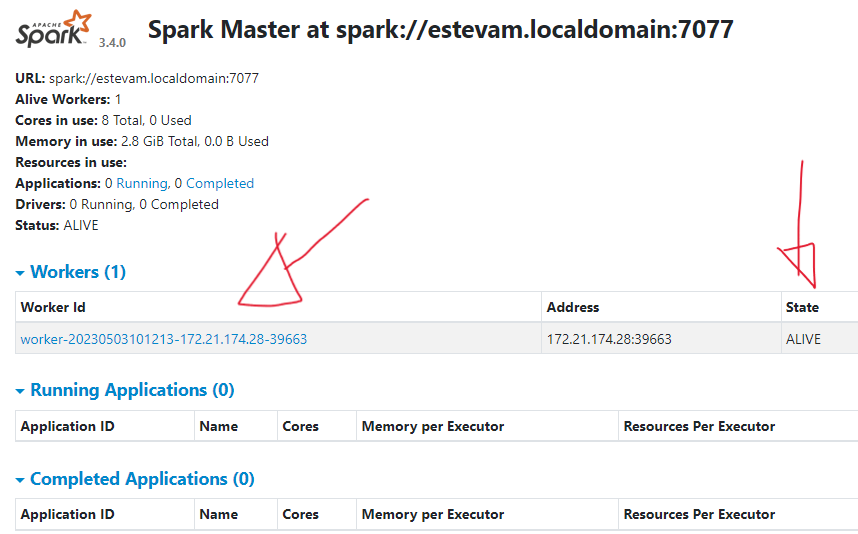 APACHE
Spark 3.4.0 Spark Master at spark://estevam.localdomain:7077
URL: spark://estevam.localdomain:7077
Alive Workers: 1
Cores in use: 8 Total, 0 Used
Memory in use: 2.8 GiB Total, 0.0 B Used
Resources in use:
Applications: 0 Running, 0 Completed
Drivers: 0 Running, 0 Completed
Status: ALIVE
Workers (1)
Worker Id Address State
worker-20230503101213-172.21.174.28-39663 172.21.174.28:39663 ALIVE
Running Applications (0)
Application ID Name Cores Memory per Executor Resources Per Executor
Completed Applications (0)
Application ID Name Cores Memory per Executor Resources Per Executor